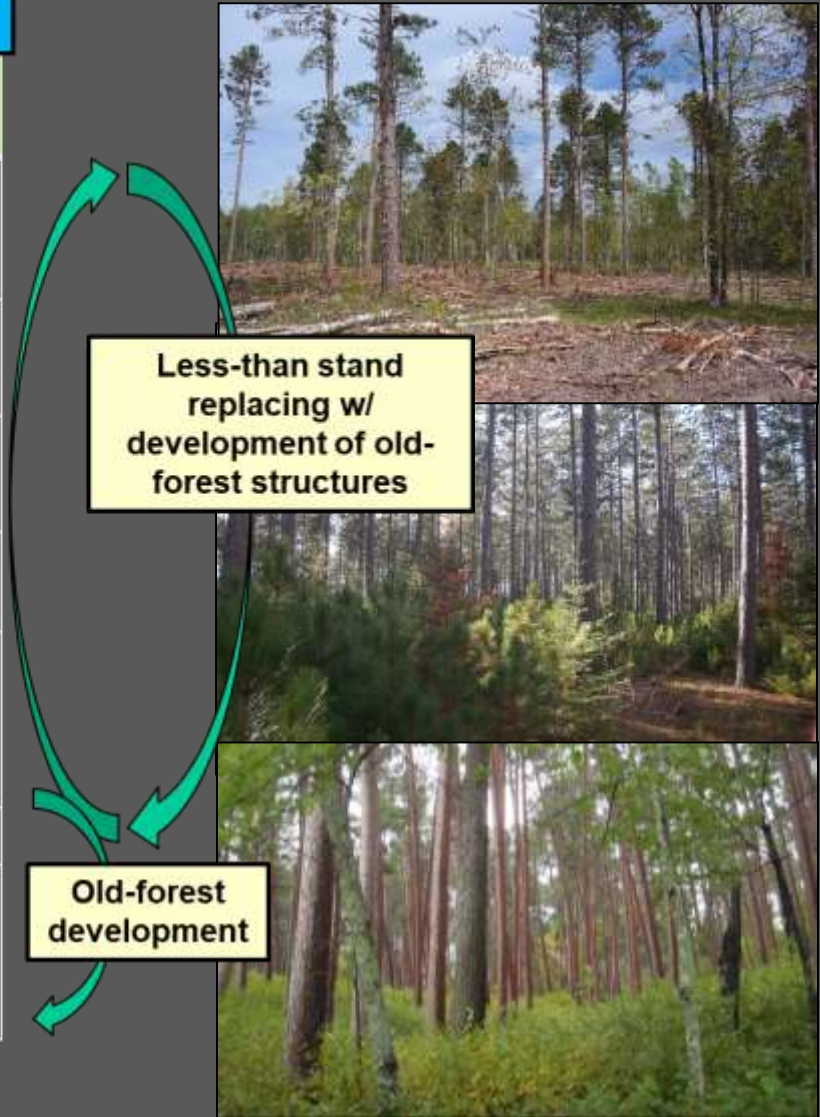 Less-than stand
replacing w/
development of old-
forest structures
Old-forest
development